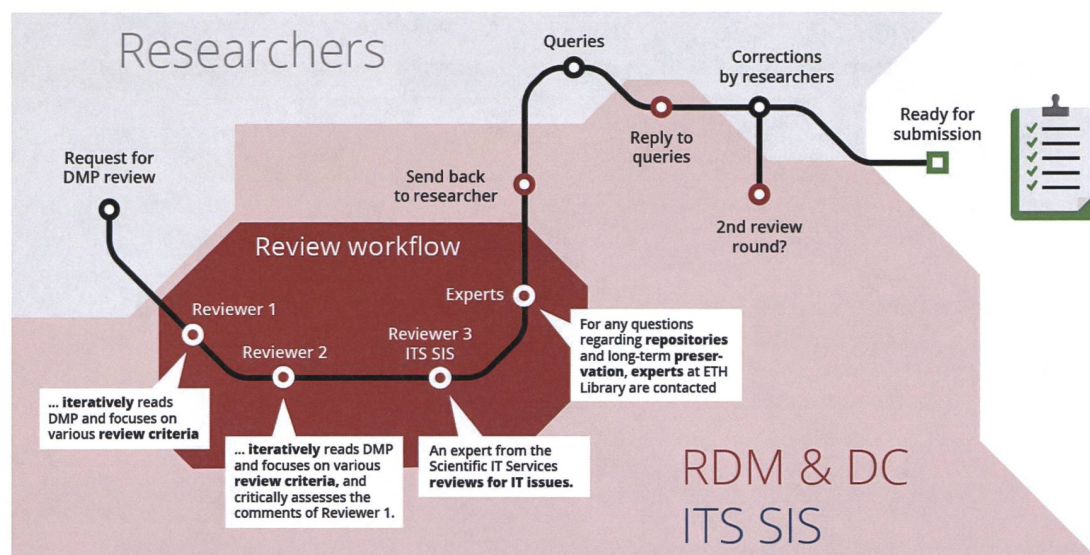 Researchers
Request for
DMP review
Review workflow
Reviewer 1
... iteratively reads
DMP and focuses on
various review criteria
Reviewer 2
... iteratively reads DMP
and focuses on various
review criteria, and
critically assesses the
comments of Reviewer 1.
Reviewer 3
ITS SIS
An expert from the
Scientific IT Services
reviews for IT issues.
Experts
For any questions
regarding repositories
and long-term preser-
vation, experts at ETH
Library are contacted
Send back
to researcher
Queries
Reply to
queries
Corrections
by researchers
2nd review
round?
Ready for
submission
RDM & DC
ITS SIS